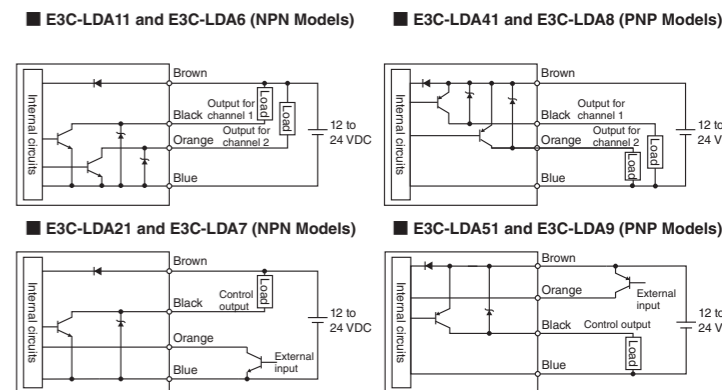 ■ E3C-LDA11 and E3C-LDA6 (NPN Models)
Internal circuits
Brown
Black
Output for
channel 1
Load
Load
Orange
Output for
channel 2
Blue
12 to
24 VDC
■ E3C-LDA41 and E3C-LDA8 (PNP Models)
Internal circuits
Brown
Black
Output for
channel 1
Orange
Output for
channel 2
Load
Load
Blue
12 to
24 V
■ E3C-LDA21 and E3C-LDA7 (NPN Models)
Internal circuits
Brown
Black
Control
output
Load
Orange
External
input
Blue
12 to
24 VDC
■ E3C-LDA51 and E3C-LDA9 (PNP Models)
Internal circuits
Brown
Orange
External
input
Black
Control output
Load
Blue
12 to
24 V